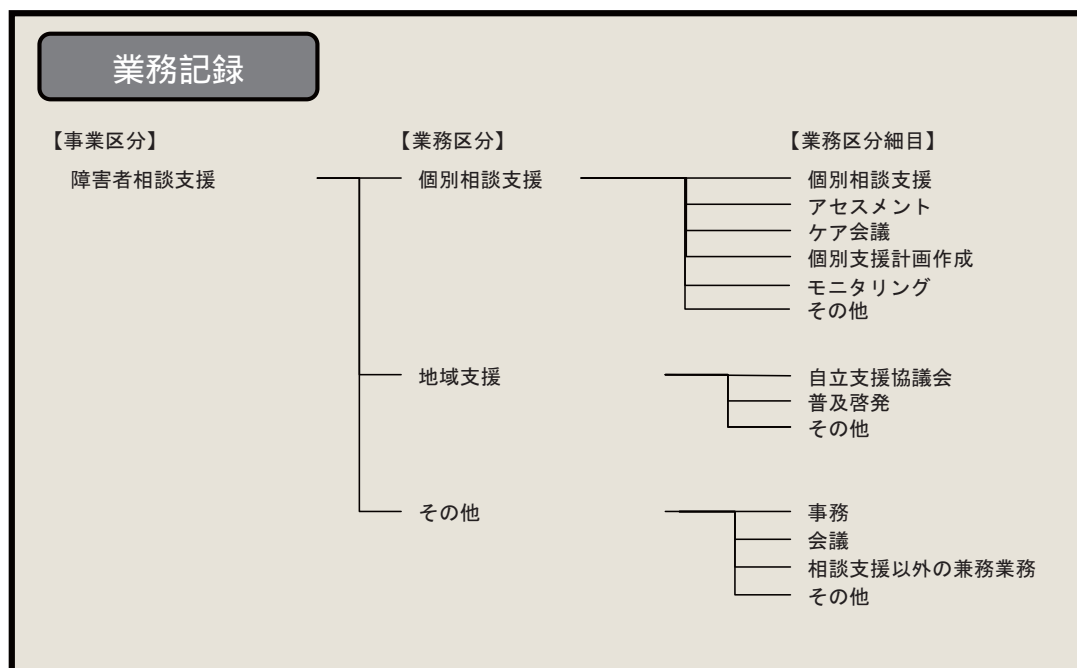 業務記録
【事業区分】 【業務区分】 【業務区分細目】
障害者相談支援 個別相談支援 個別相談支援
アセスメント
ケア会議
個別支援計画作成
モニタリング
その他
地域支援 自立支援協議会
普及啓発
その他
その他 事務
会議
相談支援以外の兼務業務
その他